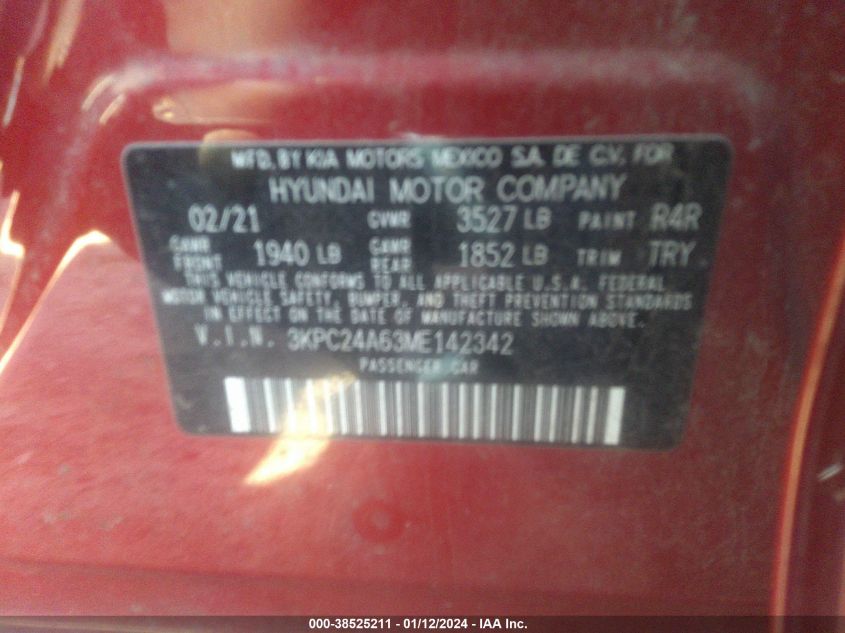 MFD. BY KIA MOTORS MEXICO S.A. DE C.V. FOR
HYUNDAI MOTOR COMPANY
02/21 GVWR 3527 LB PAINT R4R
GAWR FRONT 1940 LB GAWR REAR 1852 LB TRIM TRY
THIS VEHICLE CONFORMS TO ALL APPLICABLE U.S.A. FEDERAL
MOTOR VEHICLE SAFETY, BUMPER, AND THEFT PREVENTION STANDARDS
IN EFFECT ON THE DATE OF MANUFACTURE SHOWN ABOVE.
V.I.N. 3KPC24A63ME142342
PASSENGER CAR
000-38525211 - 01/12/2024 - IAA Inc.